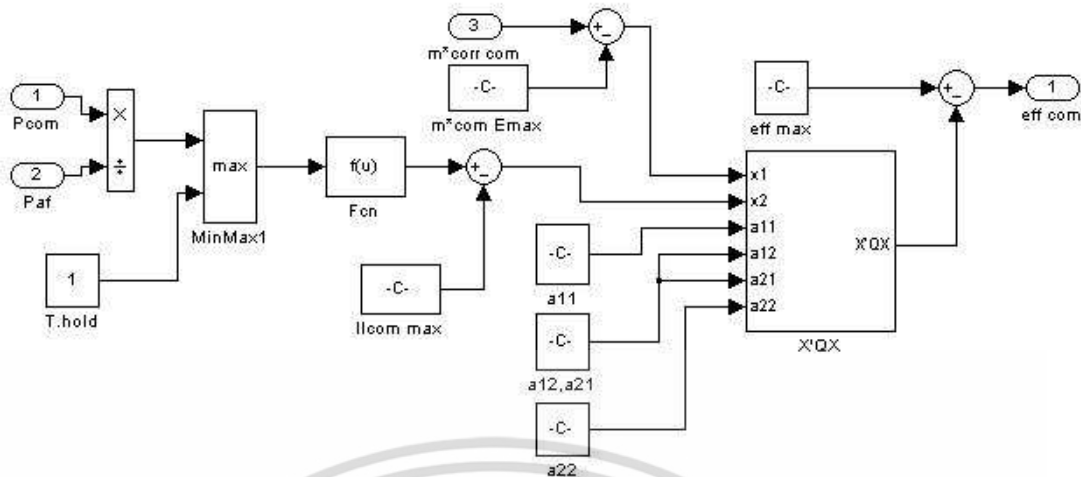 3
m*corr com
+
-
-C-
m*com Emax
1
Pcom
2
Paf
×
÷
max
MinMax1
1
T.hold
f(u)
Fcn
+
-
-C-
llcom max
-C-
a11
-C-
a12,a21
-C-
a22
-C-
eff max
+
-
1
eff com
x1
x2
a11
a12
a21
a22
X'QX
X'QX